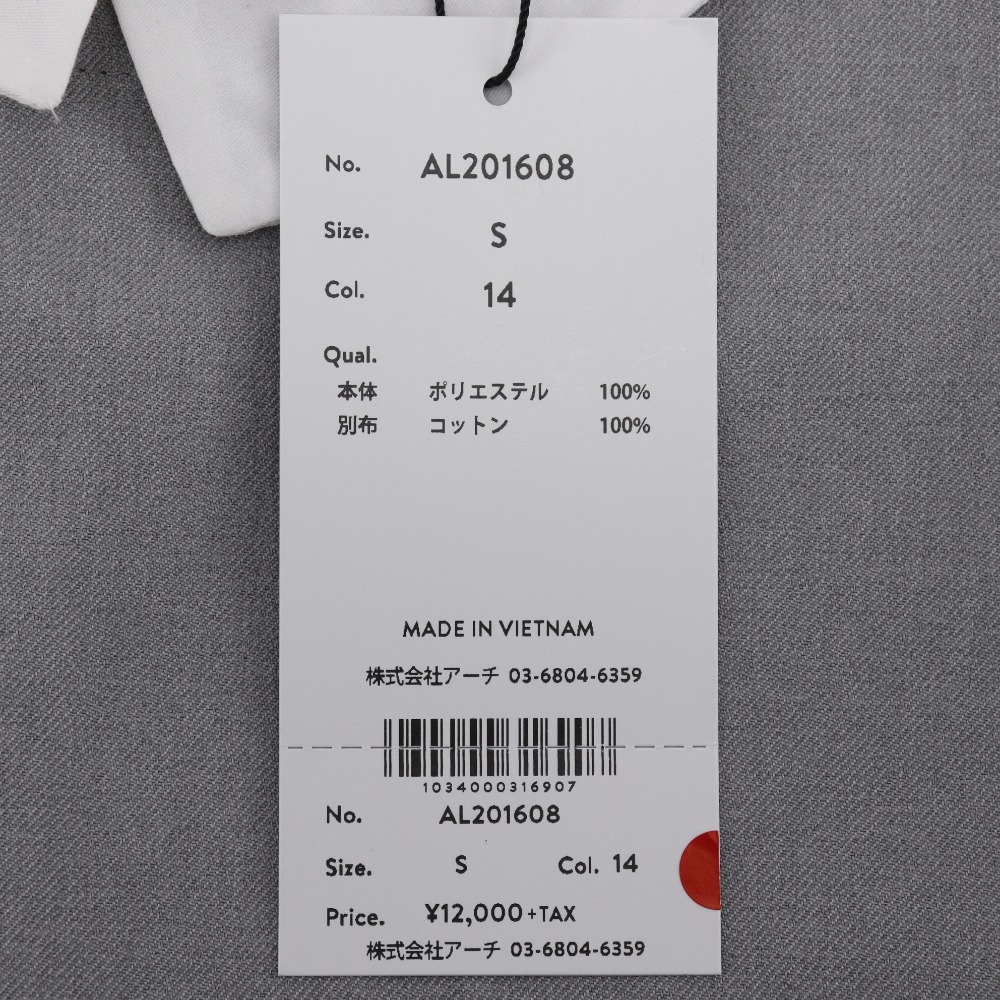 No. AL201608
Size. S
Col. 14
Qual.
本体 ポリエステル 100%
別布 コットン 100%
MADE IN VIETNAM
株式会社アーチ 03-6804-6359
1034000316907
No. AL201608
Size. S Col. 14
Price. ¥12,000+TAX
株式会社アーチ 03-6804-6359